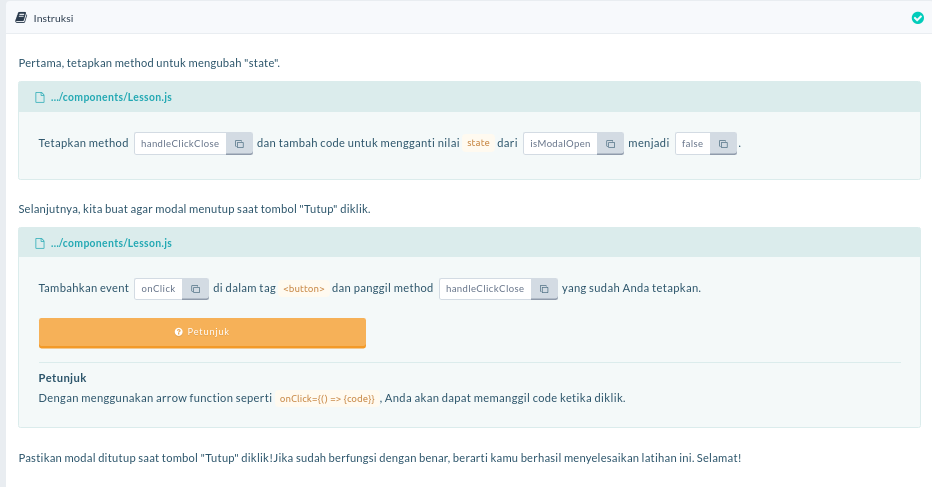 Instruksi
Pertama, tetapkan method untuk mengubah "state".
.../components/Lesson.js
Tetapkan method handleClickClose dan tambah code untuk mengganti nilai state dari isModalOpen menjadi false .
Selanjutnya, kita buat agar modal menutup saat tombol "Tutup" diklik.
.../components/Lesson.js
Tambahkan event onClick di dalam tag <button> dan panggil method handleClickClose yang sudah Anda tetapkan.
Petunjuk
Petunjuk
Dengan menggunakan arrow function seperti onClick={() => {code}} , Anda akan dapat memanggil code ketika diklik.
Pastikan modal ditutup saat tombol "Tutup" diklik!Jika sudah berfungsi dengan benar, berarti kamu berhasil menyelesaikan latihan ini. Selamat!